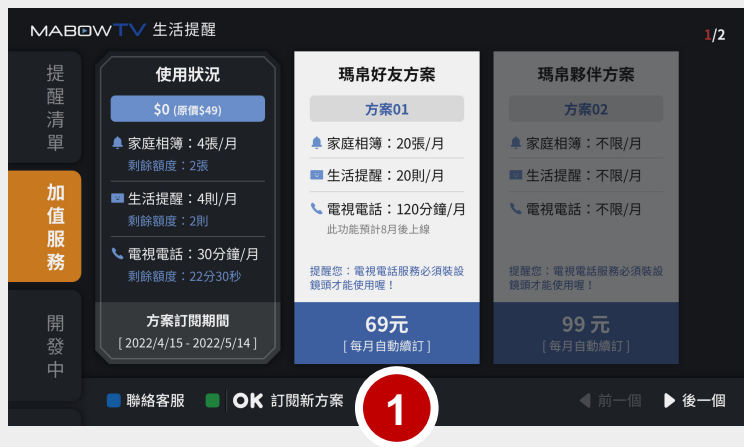 MABOWTV 生活提醒
1/2
提醒清單
加值服務
開發中
使用狀況
$0 (原價$49)
家庭相簿：4張/月
剩餘額度：2張
生活提醒：4則/月
剩餘額度：2則
電視電話：30分鐘/月
剩餘額度：22分30秒
方案訂閱期間
[ 2022/4/15 - 2022/5/14 ]
瑪帛好友方案
方案01
家庭相簿：20張/月
生活提醒：20則/月
電視電話：120分鐘/月
此功能預計8月後上線
提醒您：電視電話服務必須裝設
鏡頭才能使用喔！
69元
[ 每月自動續訂 ]
瑪帛夥伴方案
方案02
家庭相簿：不限/月
生活提醒：不限/月
電視電話：不限/月
提醒您：電視電話服務必須裝設
鏡頭才能使用喔！
99 元
[ 每月自動續訂 ]
聯絡客服 OK 訂閱新方案
1
前一個 後一個